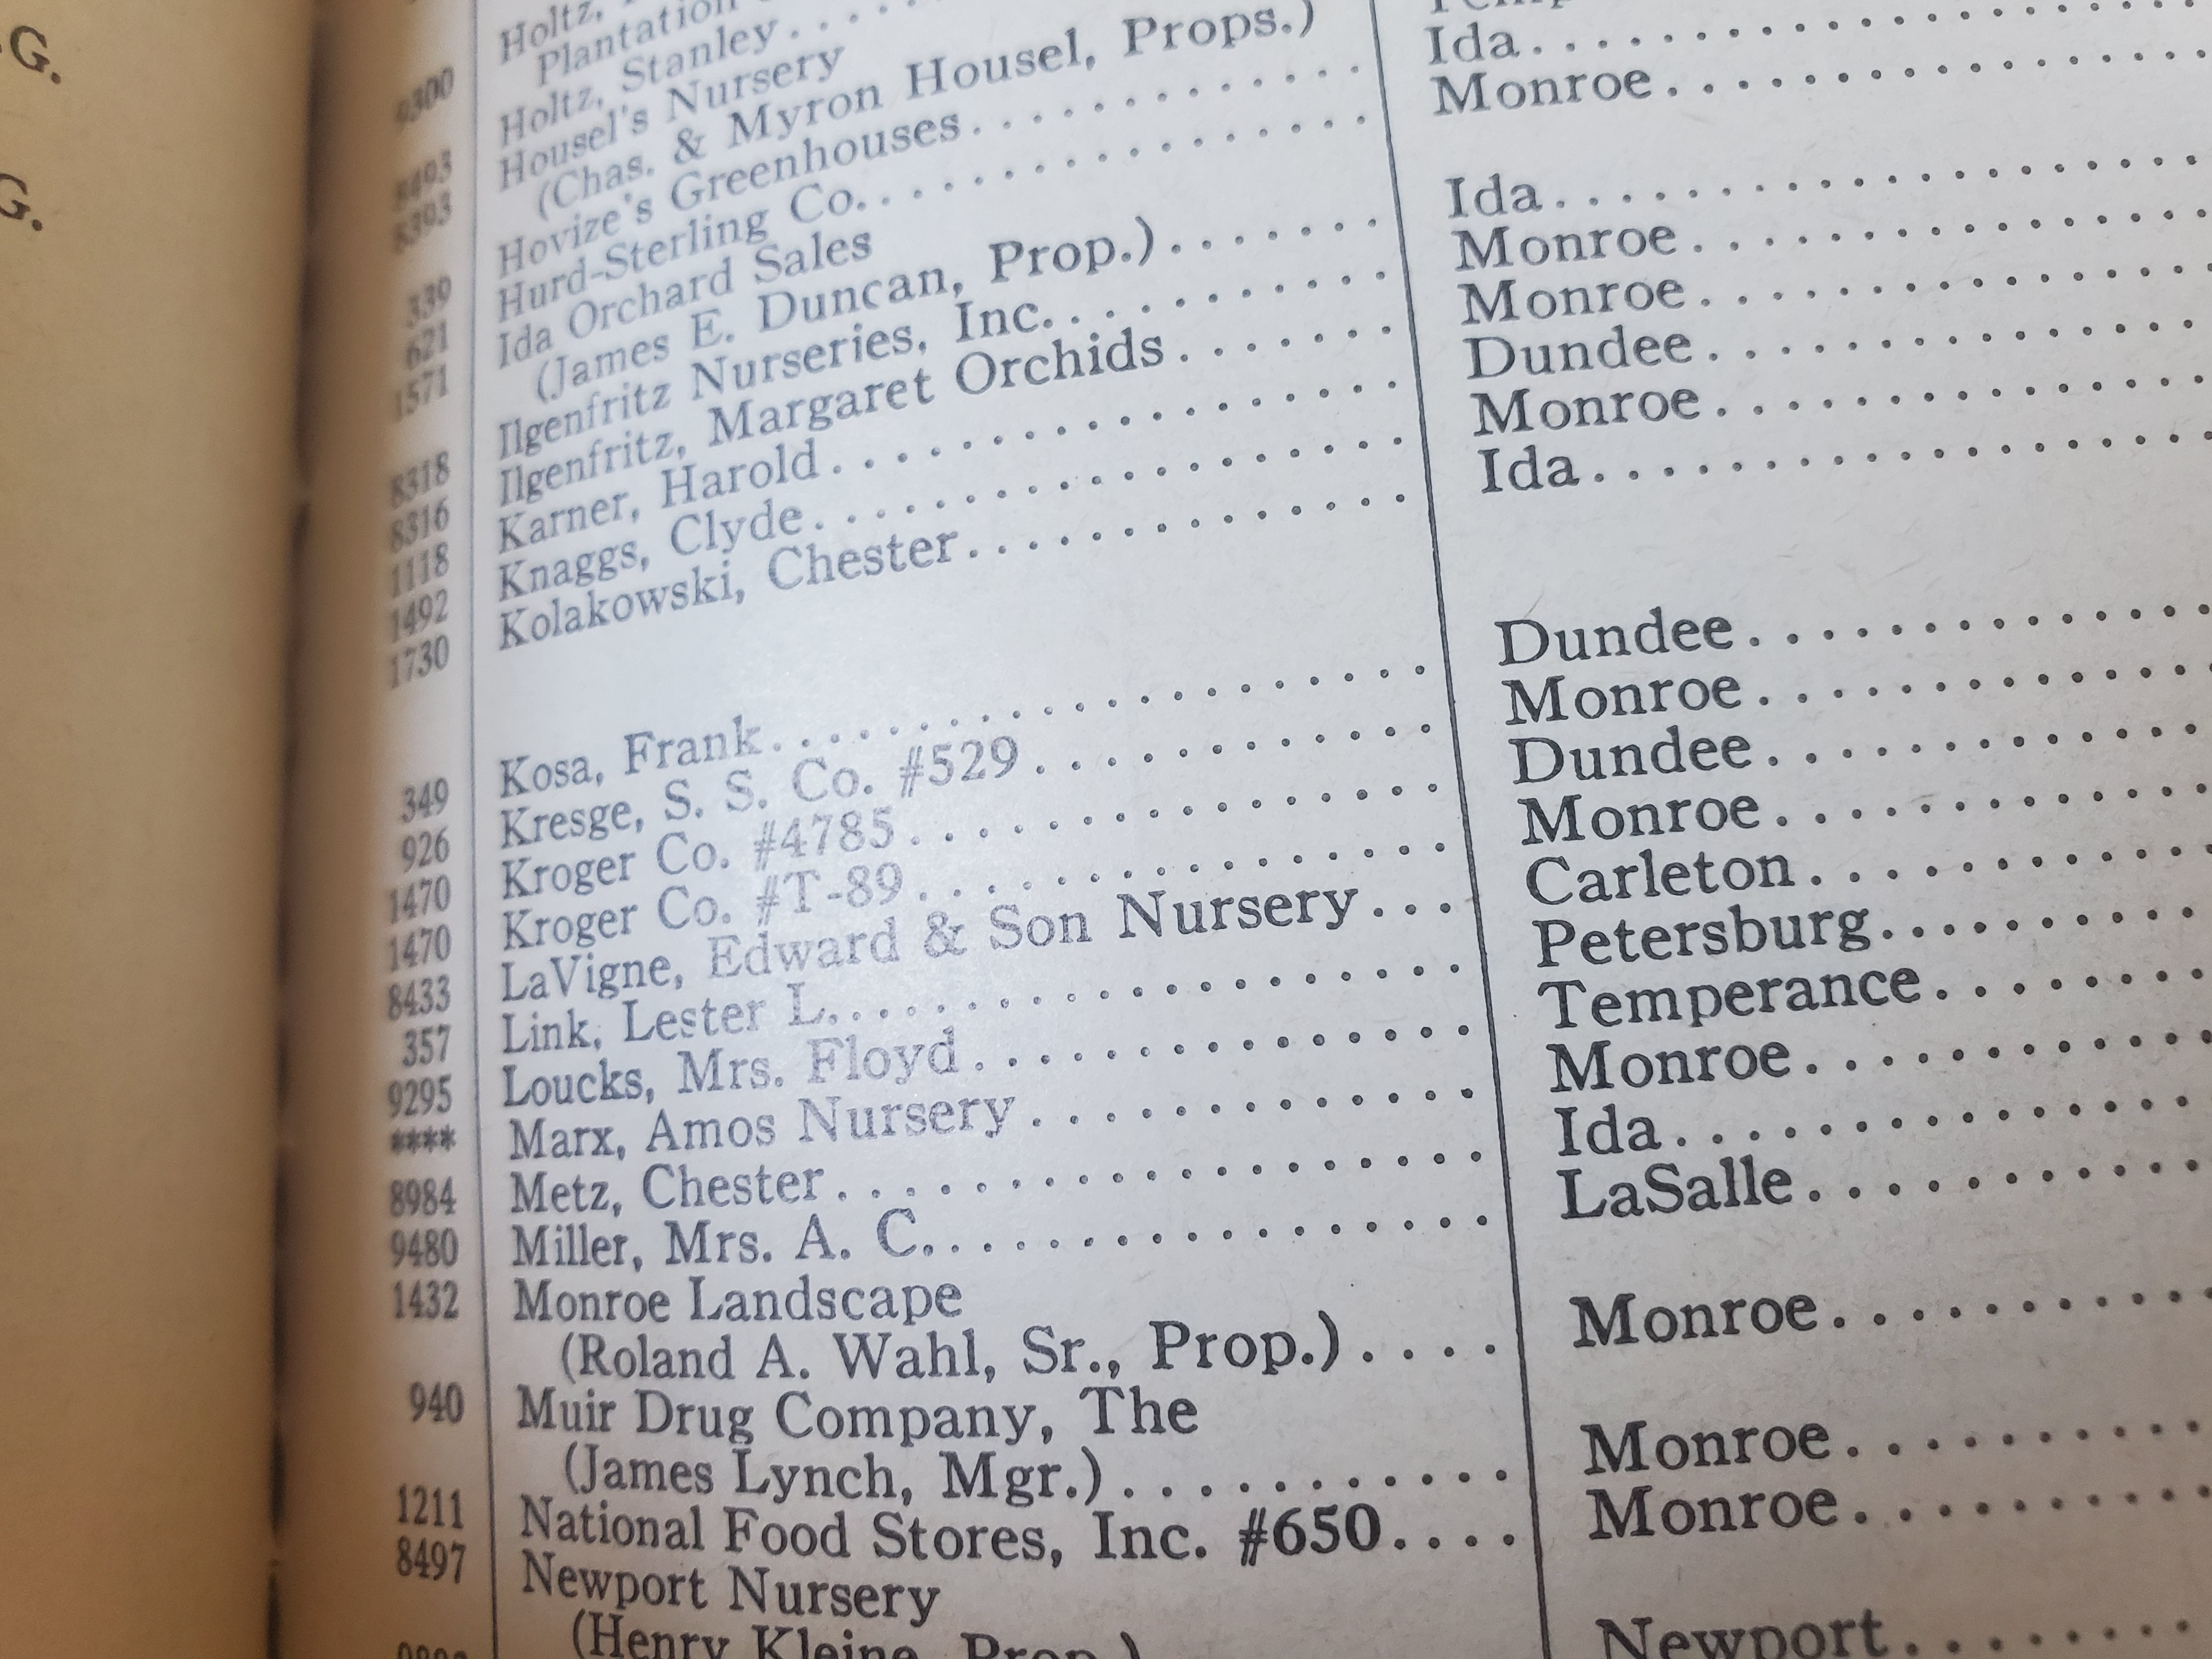 G.
G.
9300 Holtz,
Plantation
8493 Holtz, Stanley....
8393 Housel's Nursery
(Chas. & Myron Housel, Props.)
339 Hovize's Greenhouses........... Ida..............
621 Hurd-Sterling Co............... Monroe............
1571 Ida Orchard Sales
(James E. Duncan, Prop.)....... Ida..............
8318 Ilgenfritz Nurseries, Inc.......... Monroe............
8316 Ilgenfritz, Margaret Orchids...... Monroe............
1118 Karner, Harold................ Dundee............
1492 Knaggs, Clyde................. Monroe............
1730 Kolakowski, Chester............. Ida..............
349 Kosa, Frank................... Dundee...........
926 Kresge, S. S. Co. #529........... Monroe...........
1470 Kroger Co. #4785............... Dundee...........
1470 Kroger Co. #T-89............... Monroe...........
8433 LaVigne, Edward & Son Nursery... Carleton..........
357 Link, Lester L................. Petersburg........
9295 Loucks, Mrs. Floyd.............. Temperance.......
**** Marx, Amos Nursery............ Monroe...........
8984 Metz, Chester................. Ida.............
9480 Miller, Mrs. A. C............... LaSalle..........
1432 Monroe Landscape
(Roland A. Wahl, Sr., Prop.).... Monroe..........
940 Muir Drug Company, The
(James Lynch, Mgr.).......... Monroe.........
1211 National Food Stores, Inc. #650.... Monroe.........
8497 Newport Nursery
(Henry Kleine, Prop.) Newport.......